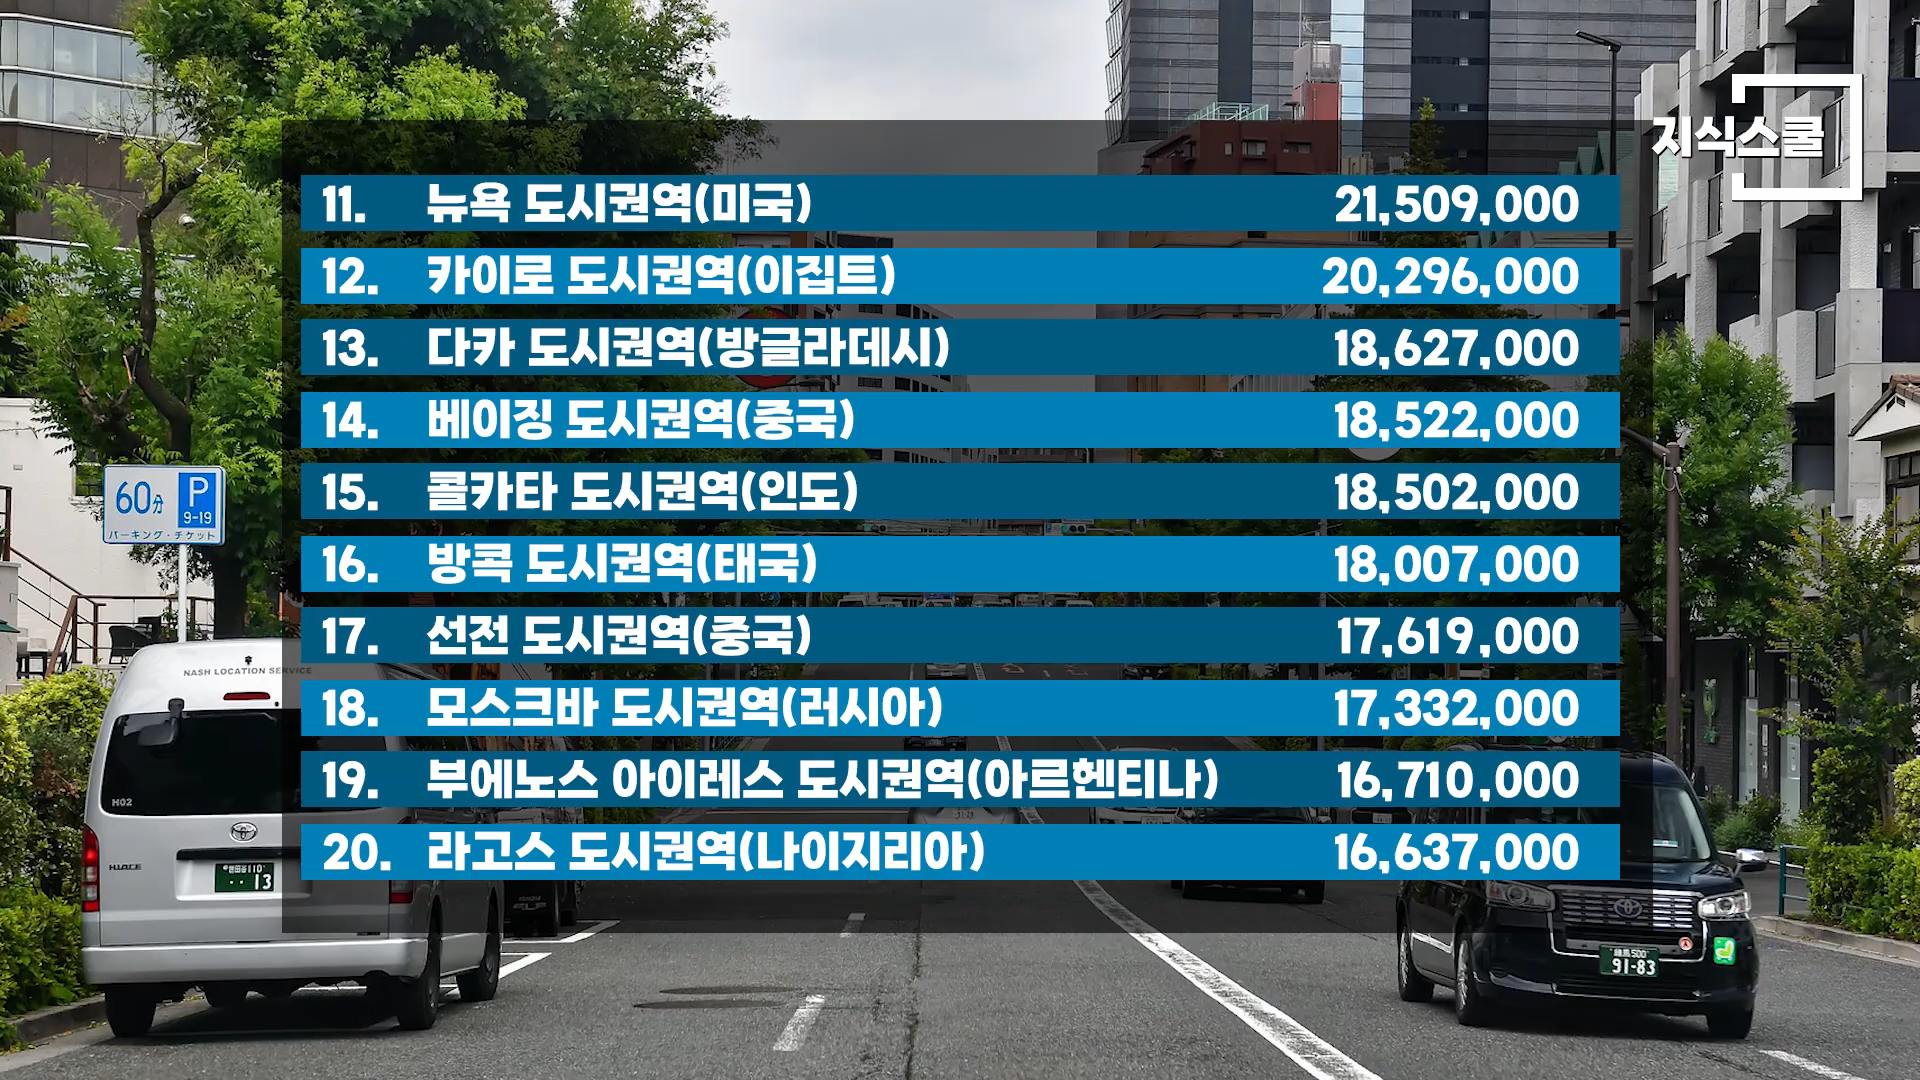 지식스쿨
11. 뉴욕 도시권역(미국) 21,509,000
12. 카이로 도시권역(이집트) 20,296,000
13. 다카 도시권역(방글라데시) 18,627,000
14. 베이징 도시권역(중국) 18,522,000
15. 콜카타 도시권역(인도) 18,502,000
16. 방콕 도시권역(태국) 18,007,000
17. 선전 도시권역(중국) 17,619,000
18. 모스크바 도시권역(러시아) 17,332,000
19. 부에노스 아이레스 도시권역(아르헨티나) 16,710,000
20. 라고스 도시권역(나이지리아) 16,637,000
60分 P
9-19
パーキング・チケット
NASH LOCATION SERVICE
H02
HIACE
·· 13
500
91-83